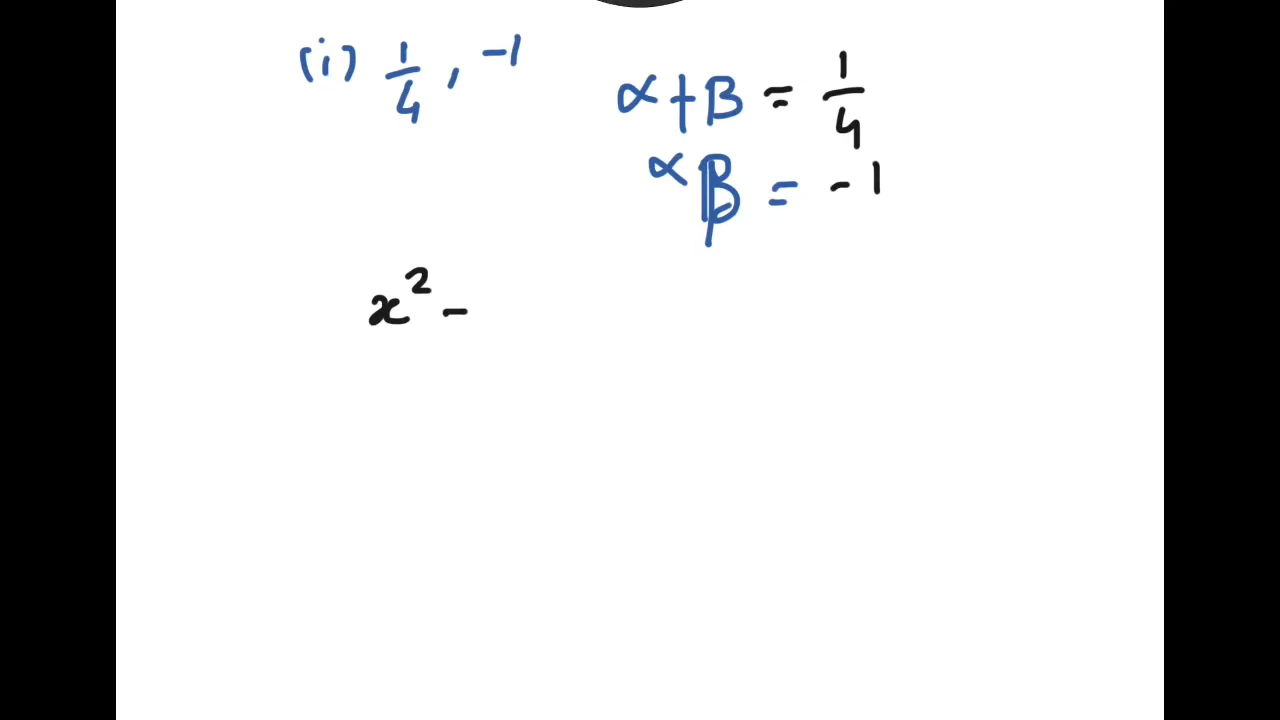 (i) 1/4, -1
α+β = 1/4
αβ = -1
x² -